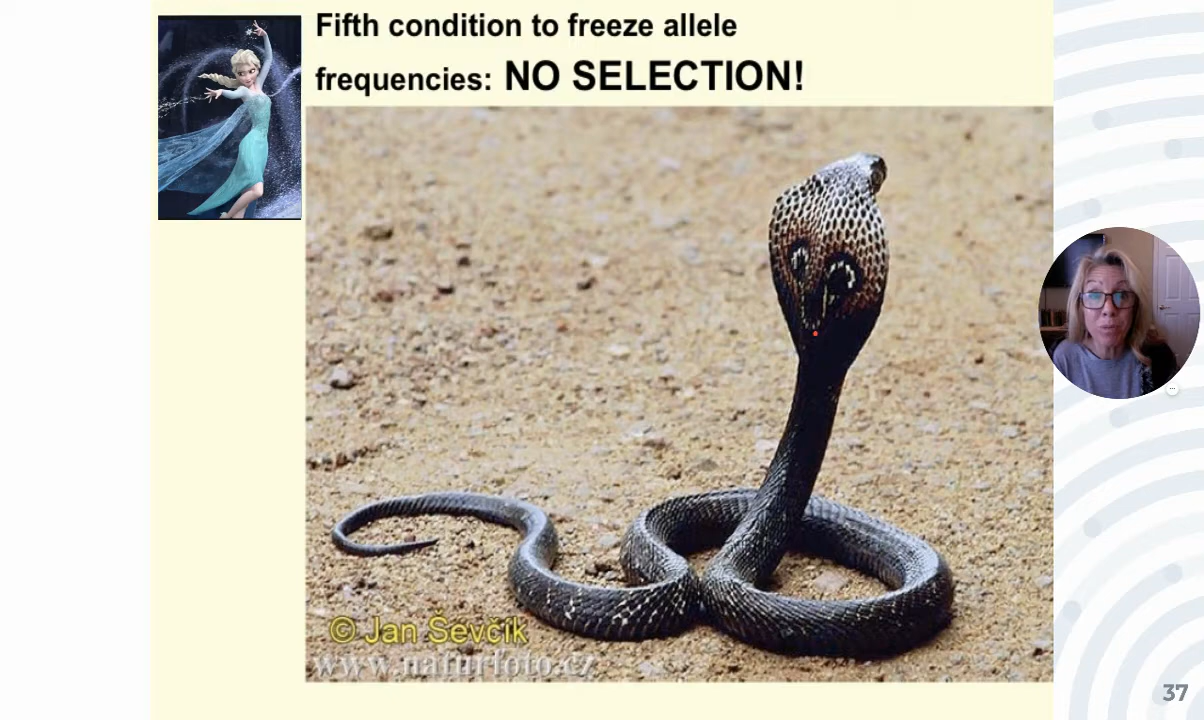 Fifth condition to freeze allele
frequencies: NO SELECTION!
© Jan Ševčík
www.naturfoto.cz
37